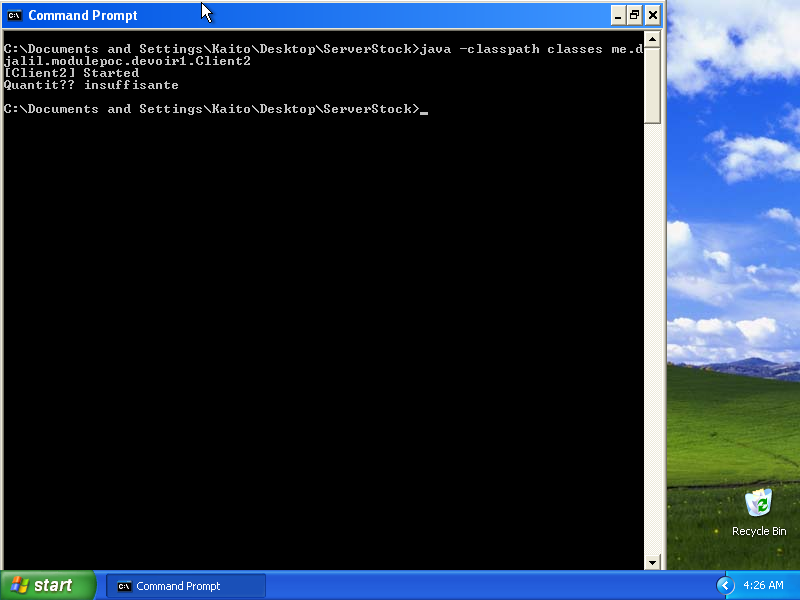 Command Prompt
C:\Documents and Settings\Kaito\Desktop\ServerStock>java -classpath classes me.d
jalil.modulepoc.devoir1.Client2
[Client2] Started
Quantit?? insuffisante
C:\Documents and Settings\Kaito\Desktop\ServerStock>_
Recycle Bin
start
Command Prompt
4:26 AM